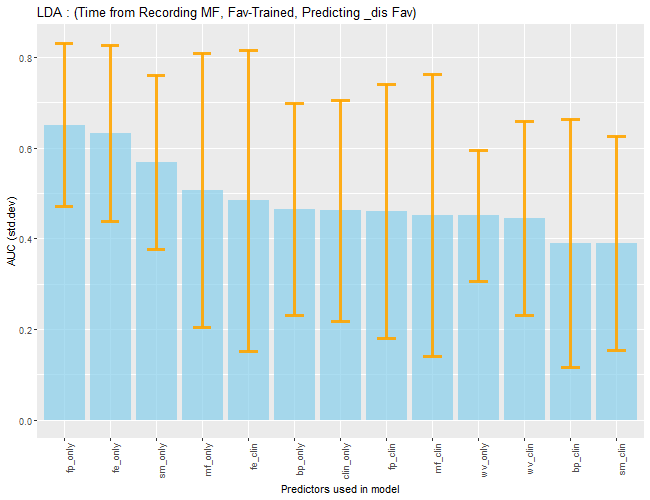 LDA : (Time from Recording MF, Fav-Trained, Predicting _dis Fav)
AUC (std.dev)
0.8
0.6
0.4
0.2
0.0
fp_only
fe_only
sm_only
mf_only
fe_clin
bp_only
clin_only
fp_clin
mf_clin
wv_only
wv_clin
bp_clin
sm_clin
Predictors used in model